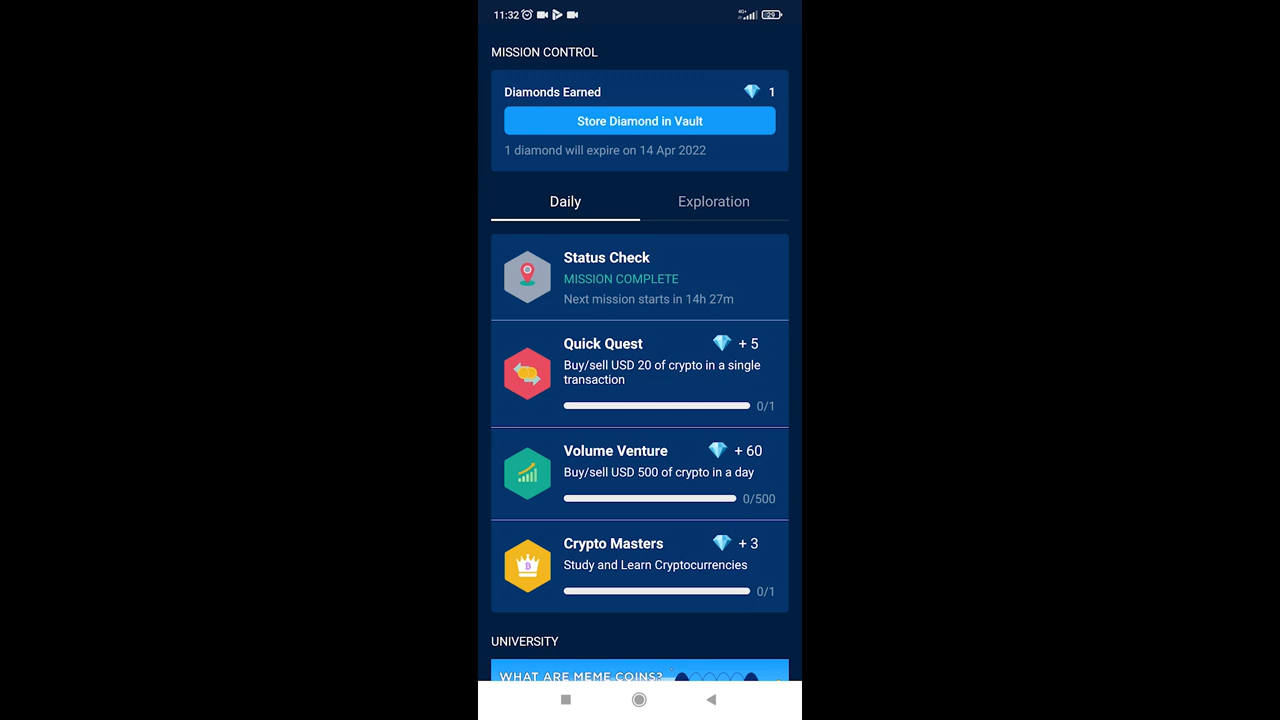 11:32
4G+
29
MISSION CONTROL
Diamonds Earned
1
Store Diamond in Vault
1 diamond will expire on 14 Apr 2022
Daily
Exploration
Status Check
MISSION COMPLETE
Next mission starts in 14h 27m
Quick Quest
+ 5
Buy/sell USD 20 of crypto in a single
transaction
0/1
Volume Venture
+ 60
Buy/sell USD 500 of crypto in a day
0/500
Crypto Masters
+ 3
Study and Learn Cryptocurrencies
0/1
UNIVERSITY
WHAT ARE MEME COINS?